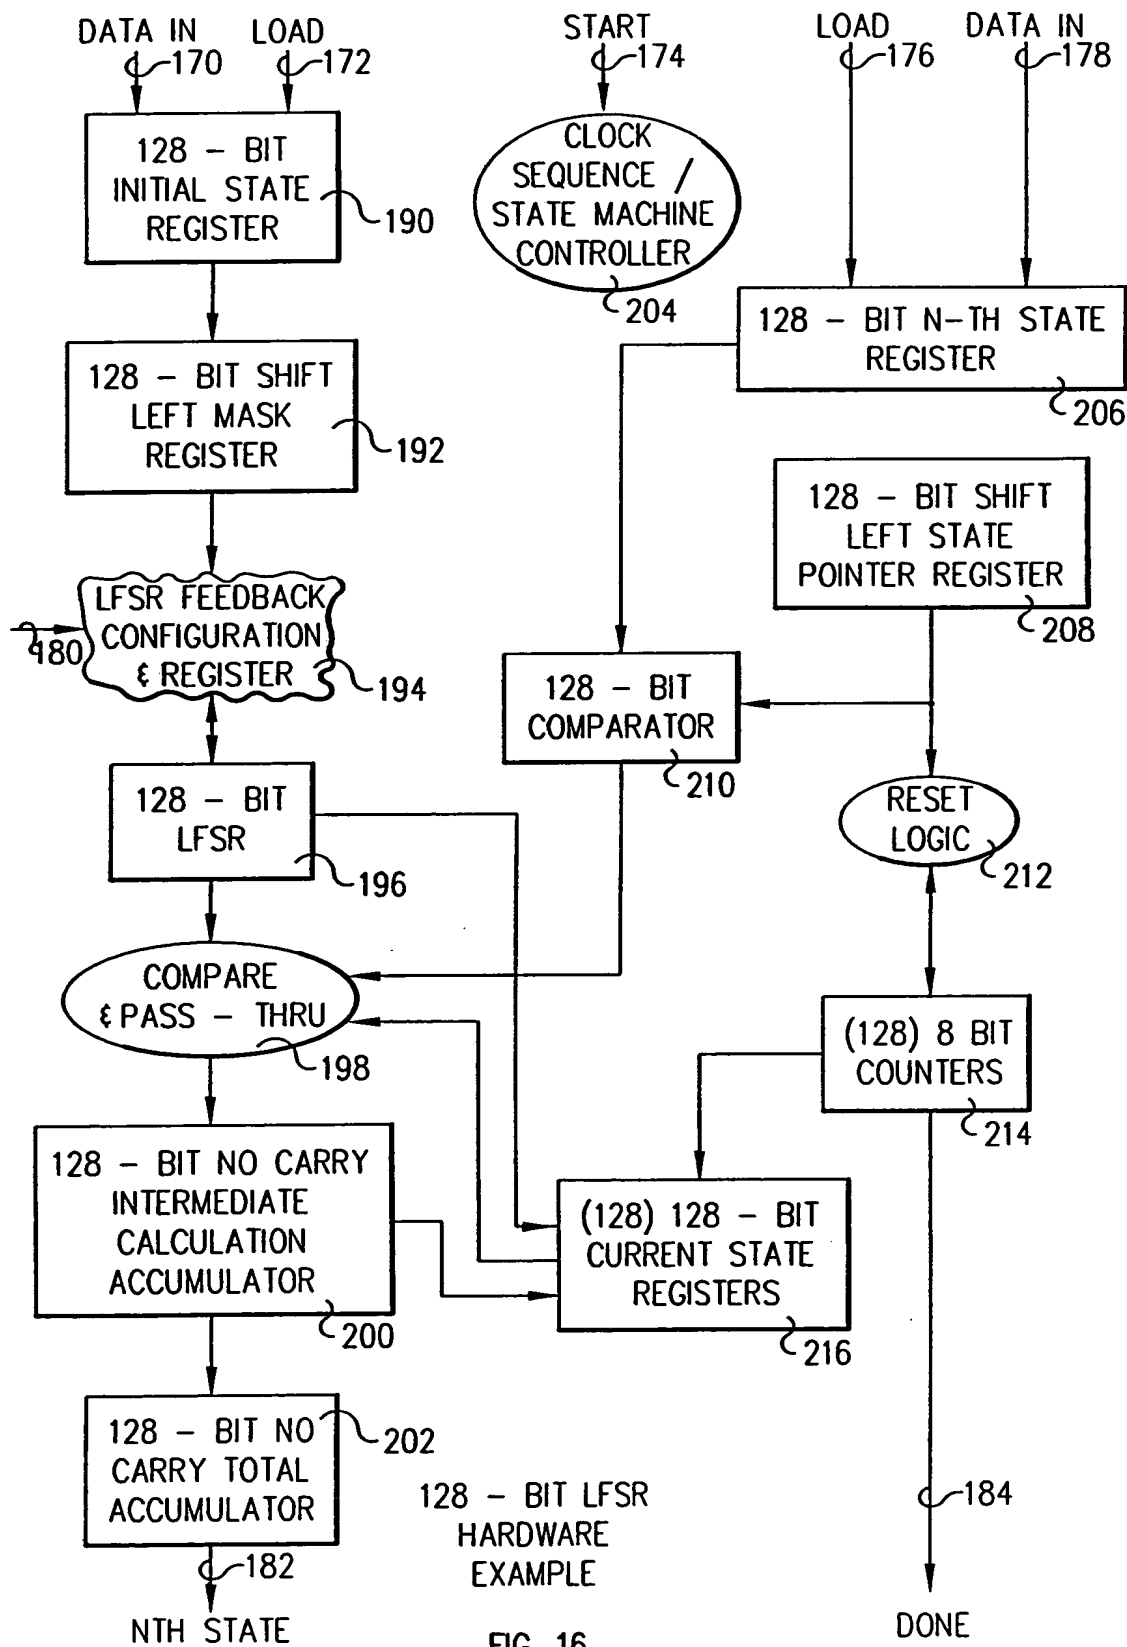 DATA IN
LOAD
170
172
START
174
LOAD
DATA IN
176
178
128 - BIT
INITIAL STATE
REGISTER
190
CLOCK
SEQUENCE /
STATE MACHINE
CONTROLLER
204
128 - BIT N-TH STATE
REGISTER
206
128 - BIT SHIFT
LEFT MASK
REGISTER
192
128 - BIT SHIFT
LEFT STATE
POINTER REGISTER
208
LFSR FEEDBACK
CONFIGURATION
& REGISTER
180
194
128 - BIT
COMPARATOR
210
128 - BIT
LFSR
196
RESET
LOGIC
212
COMPARE
& PASS - THRU
198
(128) 8 BIT
COUNTERS
214
128 - BIT NO CARRY
INTERMEDIATE
CALCULATION
ACCUMULATOR
200
(128) 128 - BIT
CURRENT STATE
REGISTERS
216
128 - BIT NO
CARRY TOTAL
ACCUMULATOR
202
182
NTH STATE
184
DONE
128 - BIT LFSR
HARDWARE
EXAMPLE
FIG. 16